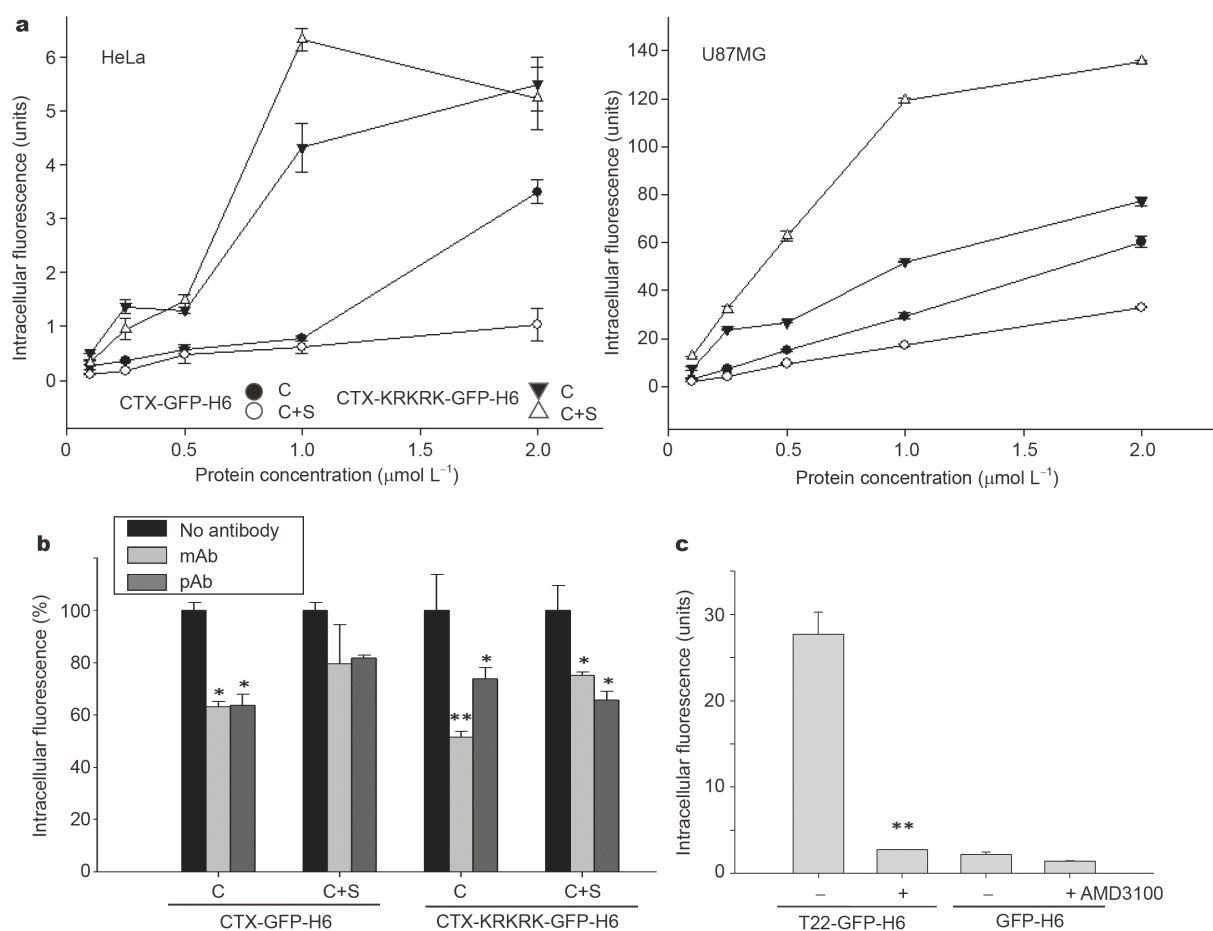 a
HeLa
Intracellular fluorescence (units)
6
5
4
3
2
1
0
CTX-GFP-H6
C
C+S
CTX-KRKRK-GFP-H6
C
C+S
0 0.5 1.0 1.5 2.0
Protein concentration (μmol L⁻¹)
U87MG
Intracellular fluorescence (units)
140
120
100
80
60
40
20
0
0 0.5 1.0 1.5 2.0
Protein concentration (μmol L⁻¹)
b
No antibody
mAb
pAb
Intracellular fluorescence (%)
100
80
60
40
20
0
* *
** *
* *
C C+S C C+S
CTX-GFP-H6 CTX-KRKRK-GFP-H6
c
Intracellular fluorescence (units)
30
20
10
0
**
– + – + AMD3100
T22-GFP-H6 GFP-H6